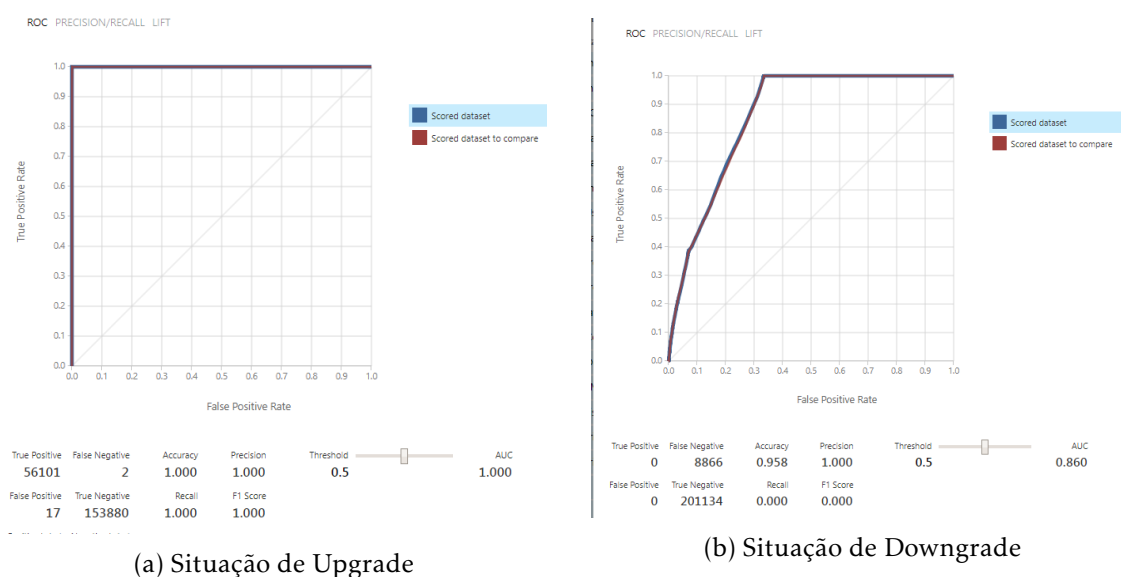 ROC PRECISION/RECALL LIFT
1.0
0.9
0.8
0.7
0.6
0.5
0.4
0.3
0.2
0.1
0.0
True Positive Rate
0.0 0.1 0.2 0.3 0.4 0.5 0.6 0.7 0.8 0.9 1.0
False Positive Rate
Scored dataset
Scored dataset to compare
True Positive False Negative Accuracy Precision Threshold AUC
56101 2 1.000 1.000 0.5 1.000
False Positive True Negative Recall F1 Score
17 153880 1.000 1.000
(a) Situação de Upgrade
ROC PRECISION/RECALL LIFT
1.0
0.9
0.8
0.7
0.6
0.5
0.4
0.3
0.2
0.1
0.0
True Positive Rate
0.0 0.1 0.2 0.3 0.4 0.5 0.6 0.7 0.8 0.9 1.0
False Positive Rate
Scored dataset
Scored dataset to compare
True Positive False Negative Accuracy Precision Threshold AUC
0 8866 0.958 1.000 0.5 0.860
False Positive True Negative Recall F1 Score
0 201134 0.000 0.000
(b) Situação de Downgrade